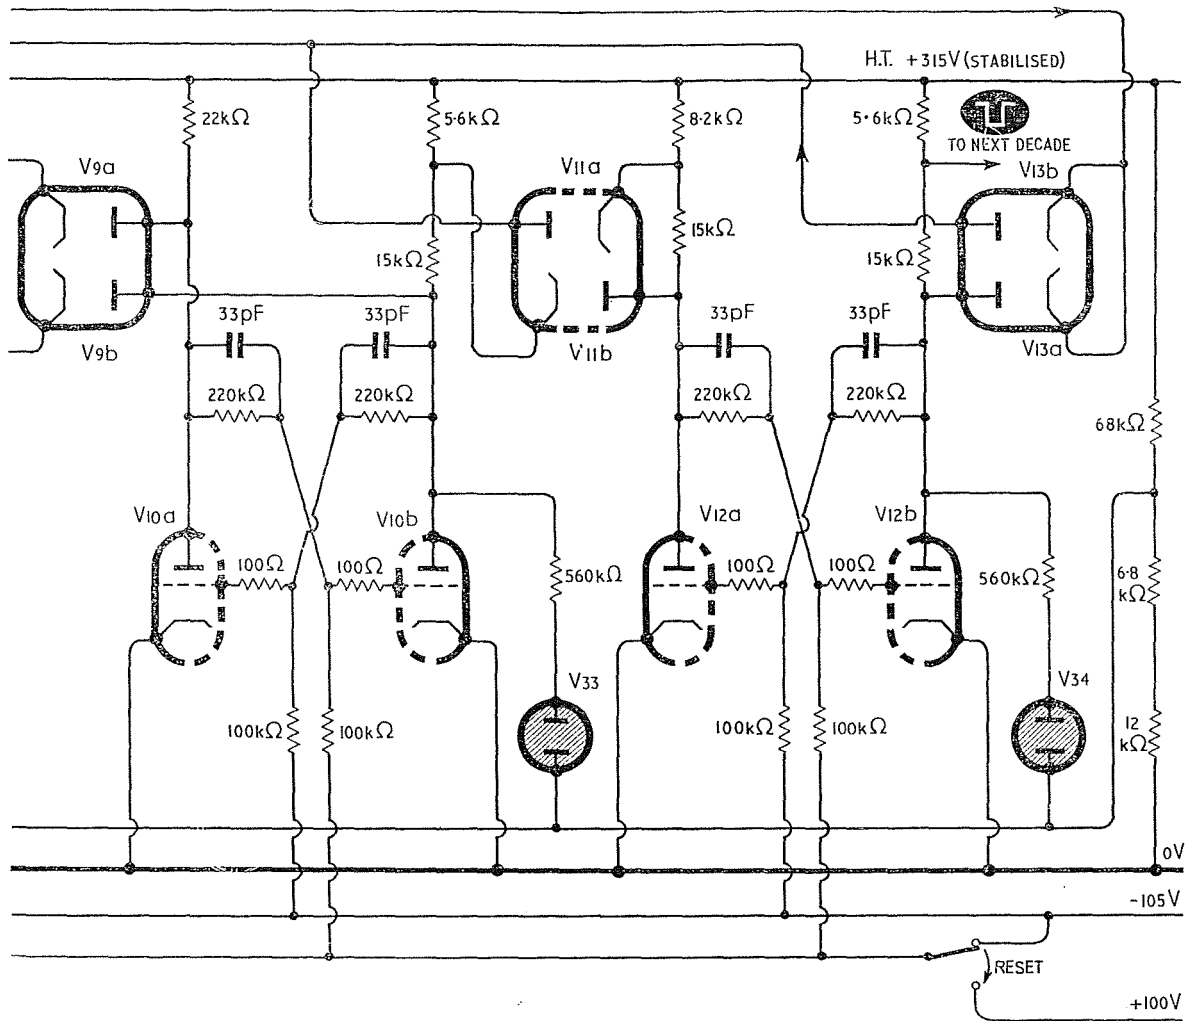 H.T. +315V (STABILISED)
22kΩ
5·6kΩ
8·2kΩ
5·6kΩ
TO NEXT DECADE
V9a
V11a
V13b
15kΩ
15kΩ
15kΩ
V9b
33pF
33pF
V11b
33pF
33pF
V13a
220kΩ
220kΩ
220kΩ
220kΩ
68kΩ
V10a
V10b
V12a
V12b
100Ω
100Ω
560kΩ
100Ω
100Ω
560kΩ
6·8
kΩ
V33
V34
100kΩ
100kΩ
100kΩ
100kΩ
12
kΩ
0V
-105V
RESET
+100V